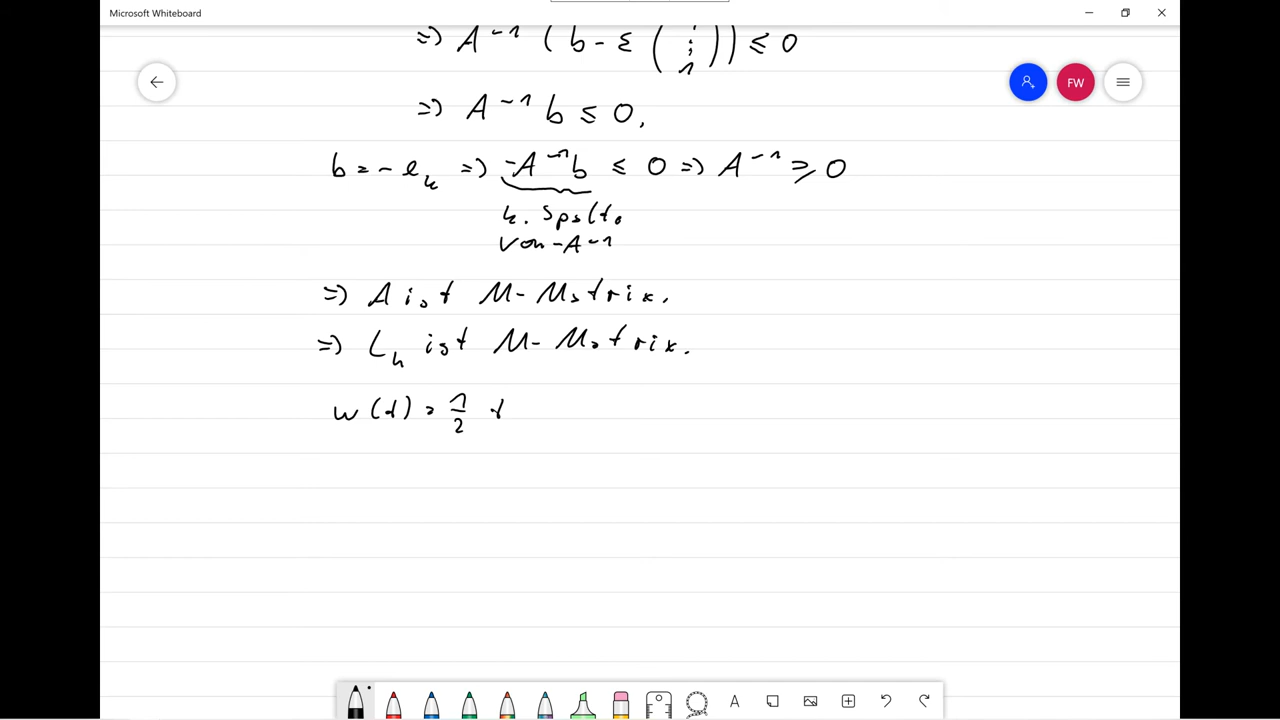 Microsoft Whiteboard
=> A^-1 (b - ε (⋮ 1)) ≤ 0
FW
=> A^-1 b ≤ 0,
b = - e_k => -A^-1 b ≤ 0 => A^-1 ≥ 0
k. Spalte
von -A^-1
=> A ist M-Matrix.
=> L_h ist M-Matrix.
w(t) = 1/2 t
A